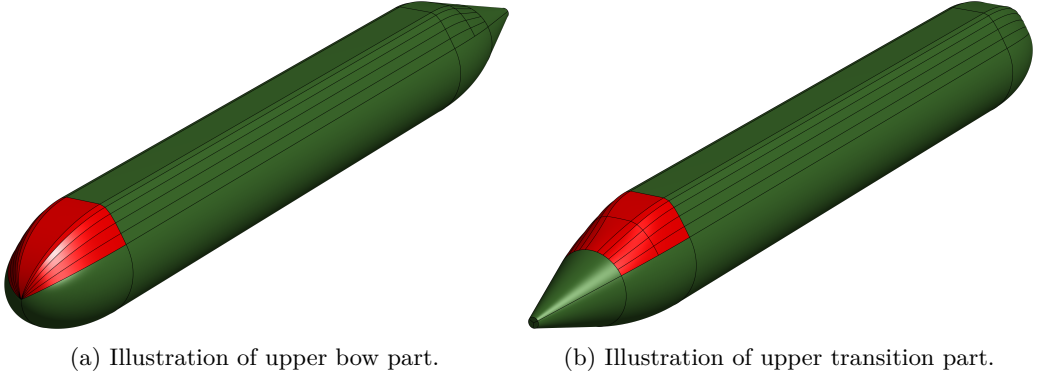 (a) Illustration of upper bow part.
(b) Illustration of upper transition part.